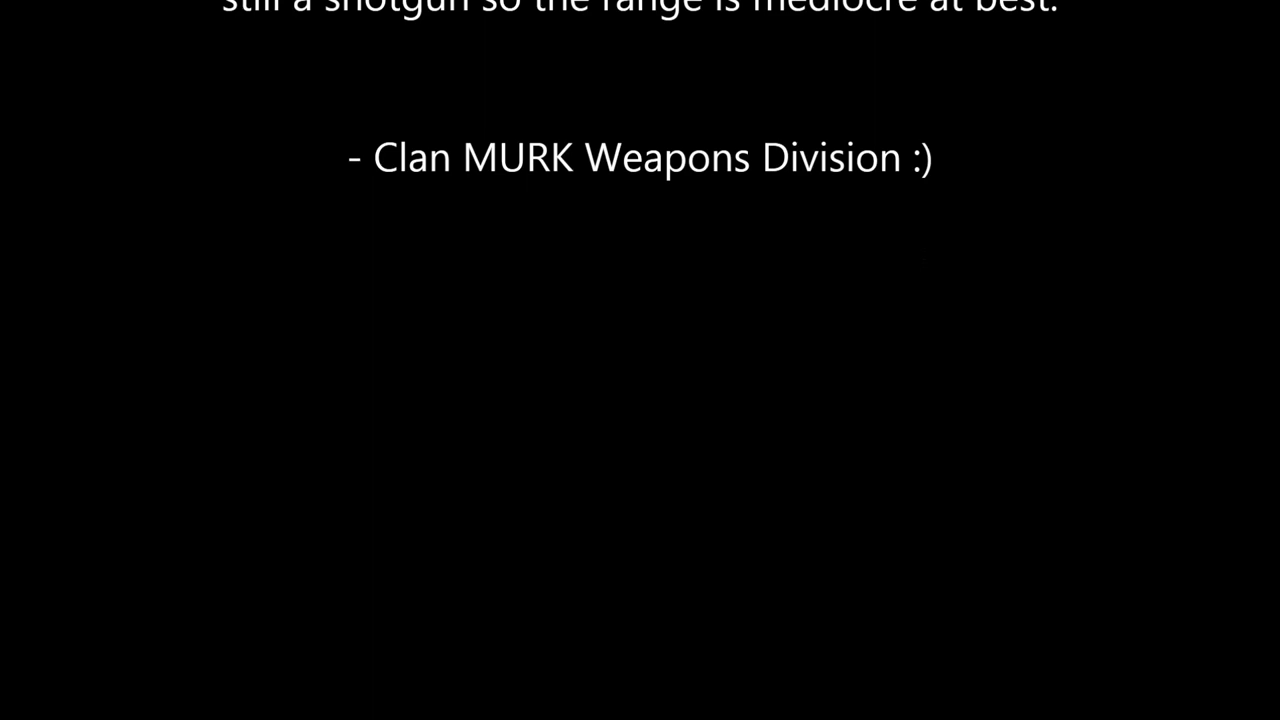 still a shotgun so the range is mediocre at best.
- Clan MURK Weapons Division :)